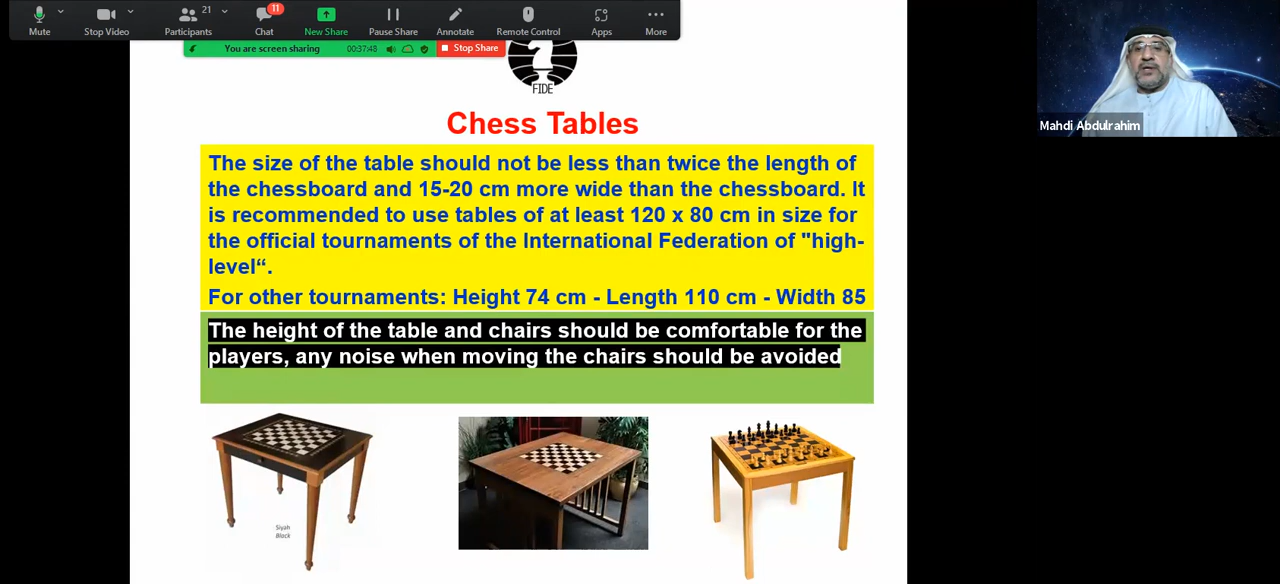 21
11
Mute
Stop Video
Participants
Chat
New Share
Pause Share
Annotate
Remote Control
Apps
More
You are screen sharing
00:37:48
Stop Share
Mahdi Abdulrahim
FIDE
Chess Tables
The size of the table should not be less than twice the length of
the chessboard and 15-20 cm more wide than the chessboard. It
is recommended to use tables of at least 120 x 80 cm in size for
the official tournaments of the International Federation of "high-
level“.
For other tournaments: Height 74 cm - Length 110 cm - Width 85
The height of the table and chairs should be comfortable for the
players, any noise when moving the chairs should be avoided
Siyah
Black